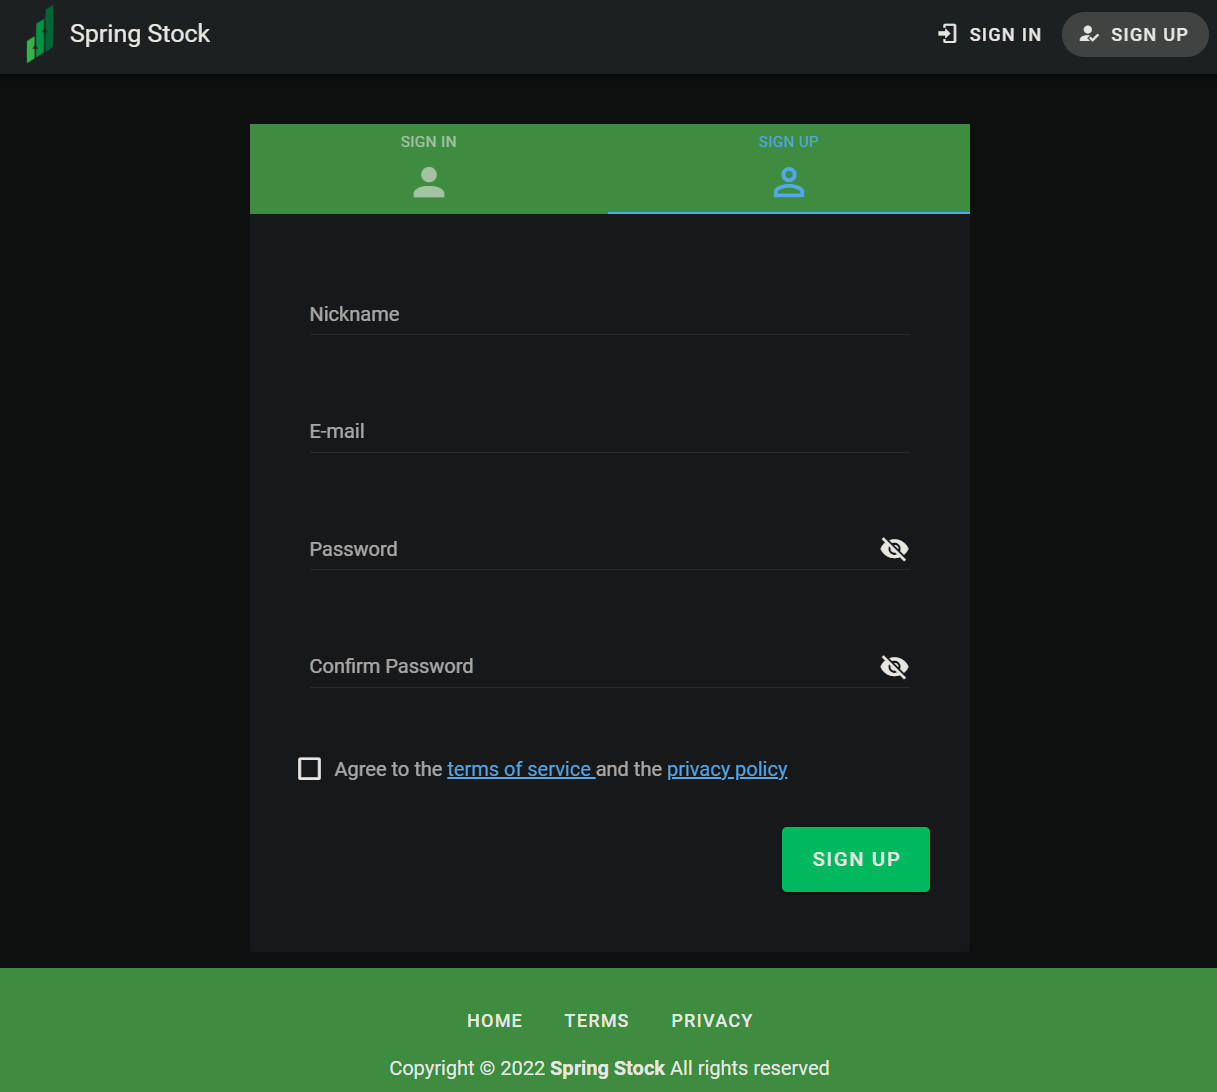 Spring Stock
SIGN IN
SIGN UP
SIGN IN
SIGN UP
Nickname
E-mail
Password
Confirm Password
Agree to the terms of service and the privacy policy
SIGN UP
HOME TERMS PRIVACY
Copyright © 2022 Spring Stock All rights reserved